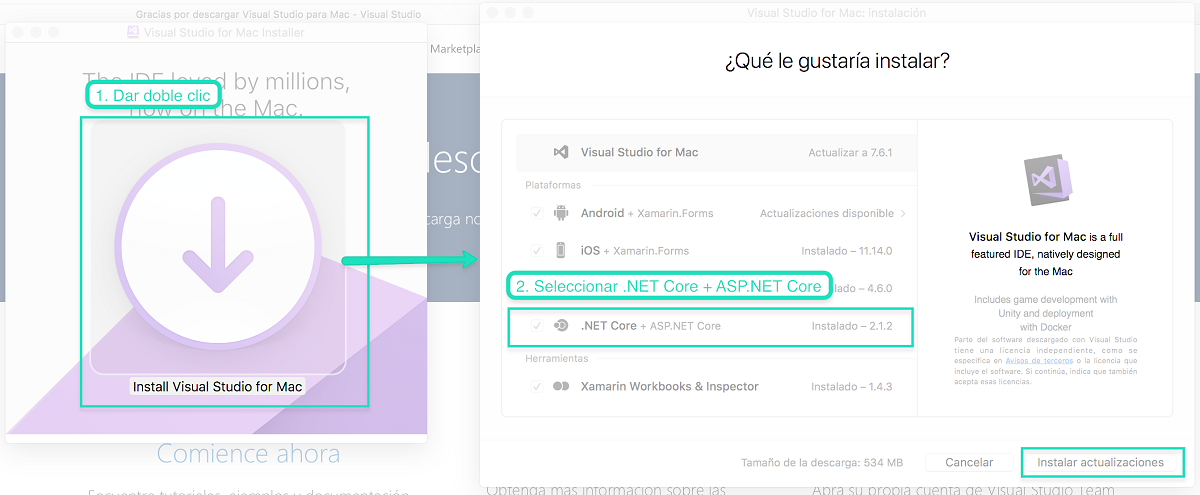 Gracias por descargar Visual Studio para Mac - Visual Studio
Visual Studio for Mac Installer
Marketpla
The IDE loved by millions,
now on the Mac.
1. Dar doble clic
desc
carga no
Install Visual Studio for Mac
Comience ahora
Encuentre tutoriales, ejemplos y documentación
Visual Studio for Mac: instalación
¿Qué le gustaría instalar?
Visual Studio for Mac Actualizar a 7.6.1
Plataformas
Android + Xamarin.Forms Actualizaciones disponible >
iOS + Xamarin.Forms Instalado – 11.14.0
2. Seleccionar .NET Core + ASP.NET Core
lado – 4.6.0
.NET Core + ASP.NET Core Instalado – 2.1.2
Herramientas
Xamarin Workbooks & Inspector Instalado – 1.4.3
Visual Studio for Mac is a full
featured IDE, natively designed
for the Mac
Includes game development with
Unity and deployment
with Docker
Parte del software descargado con Visual Studio
tiene una licencia independiente, como se
especifica en Avisos de terceros o la licencia que
incluye el software. Si continúa, indica que también
acepta esas licencias.
Tamaño de la descarga: 534 MB
Cancelar
Instalar actualizaciones
Obtenga más información sobre las
Abra su propia cuenta de Visual Studio Team